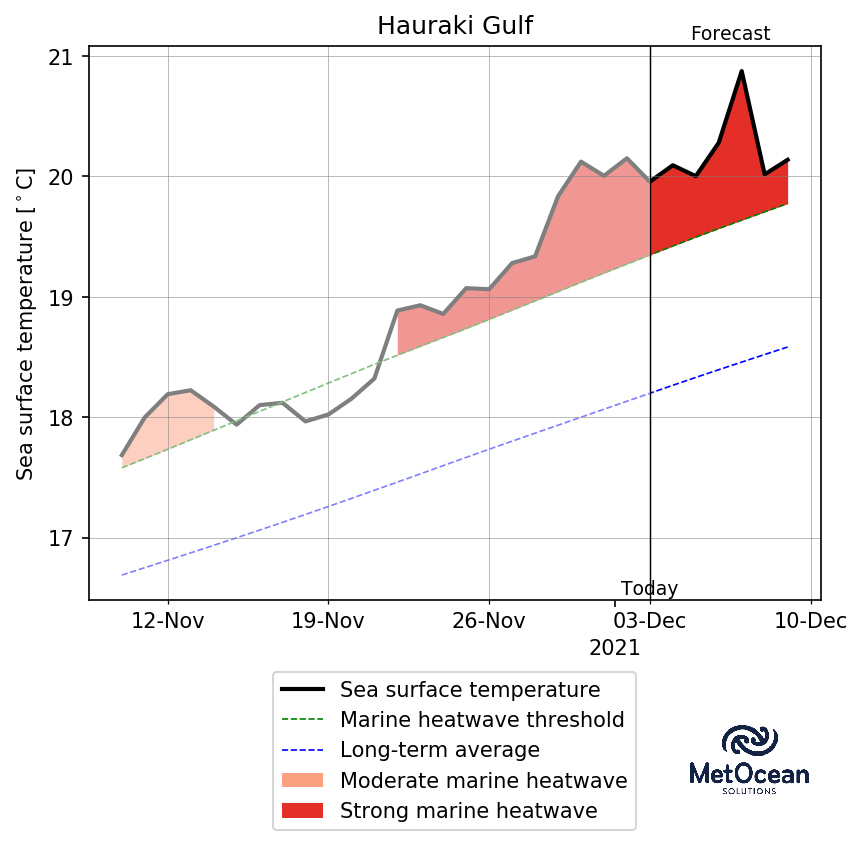 Hauraki Gulf
Forecast
Sea surface temperature [°C]
21
20
19
18
17
Today
12-Nov 19-Nov 26-Nov 03-Dec 10-Dec
2021
Sea surface temperature
Marine heatwave threshold
Long-term average
Moderate marine heatwave
Strong marine heatwave
MetOcean
SOLUTIONS